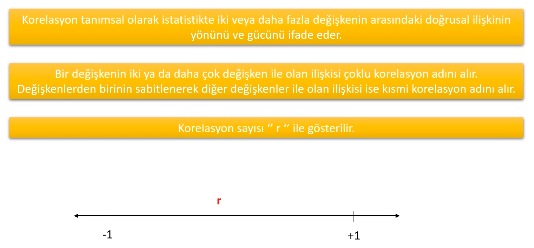 Korelasyon tanımsal olarak istatistikte iki veya daha fazla değişkenin arasındaki doğrusal ilişkinin
yönünü ve gücünü ifade eder.
Bir değişkenin iki ya da daha çok değişken ile olan ilişkisi çoklu korelasyon adını alır.
Değişkenlerden birinin sabitlenerek diğer değişkenler ile olan ilişkisi ise kısmi korelasyon adını alır.
Korelasyon sayısı ‘’ r ‘’ ile gösterilir.
r
-1 +1